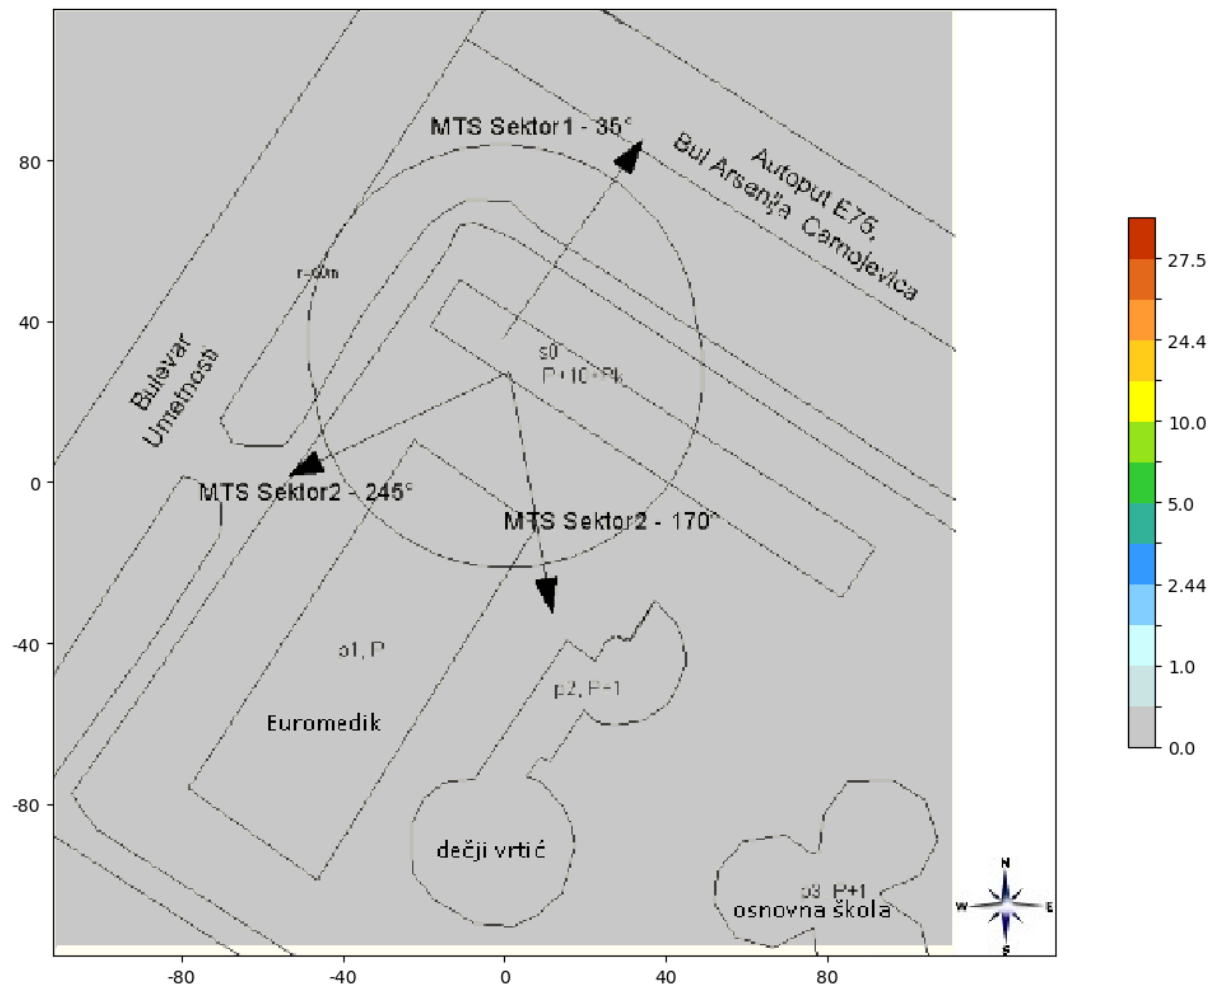 MTS Sektor1 - 35°
Autoput E75,
Bul Arsenija Carnojevica
80
27.5
r=60m
40
24.4
s0
P+10+Pk
Bulevar
Umetnosti
10.0
0
MTS Sektor2 - 245°
5.0
MTS Sektor2 - 170°
2.44
-40
P
1.0
p2, P+1
Euromedik
0.0
-80
dečji vrtić
N
p3, P+1
W
E
osnovna škola
S
-80
-40
0
40
80